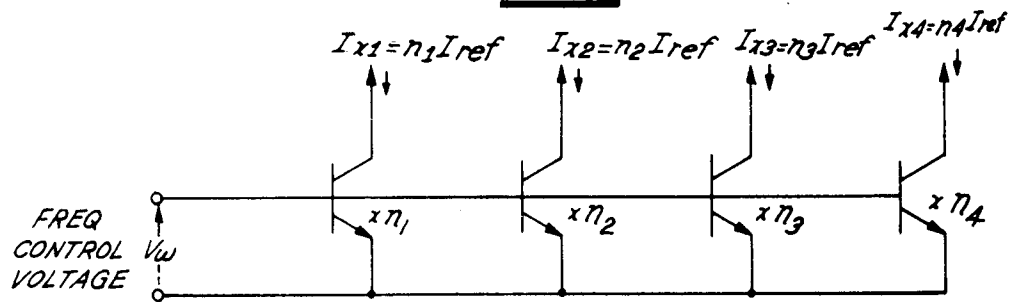 Ix1=n1Iref
Ix2=n2Iref
Ix3=n3Iref
Ix4=n4Iref
xn1
xn2
xn3
xn4
FREQ
CONTROL Vω
VOLTAGE